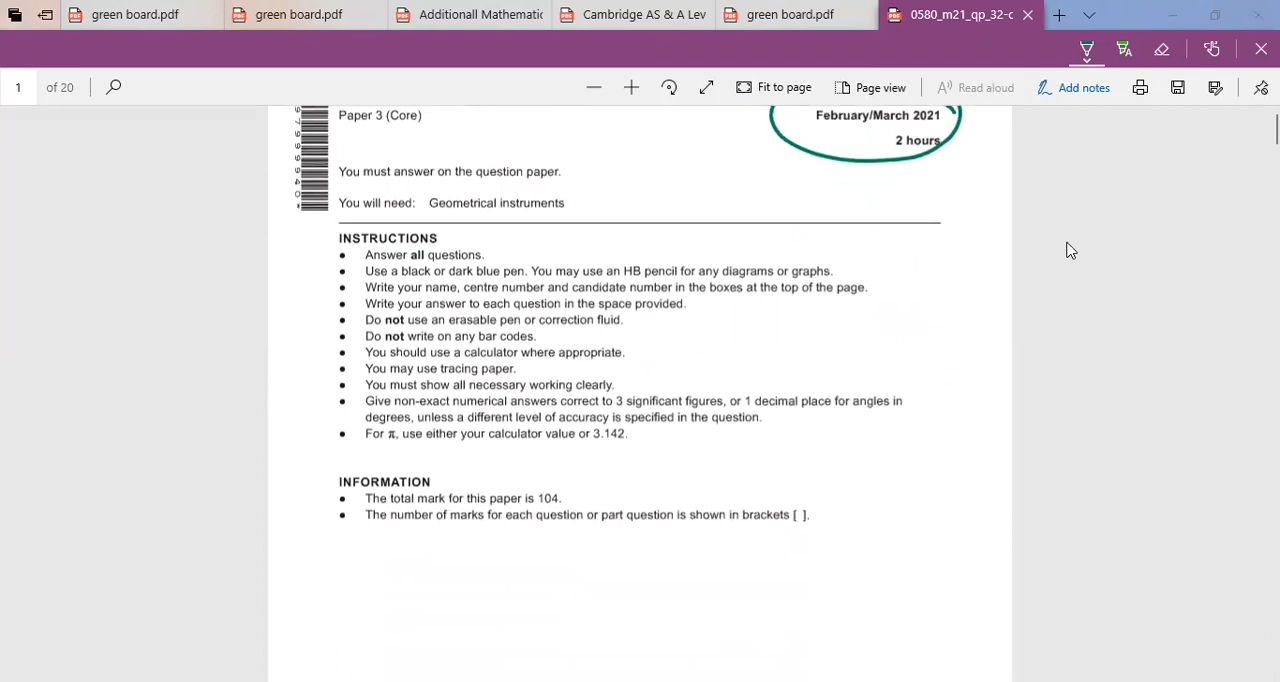 green board.pdf
green board.pdf
Additionall Mathematic
Cambridge AS & A Lev
green board.pdf
0580_m21_qp_32-c
1 of 20
Fit to page
Page view
Read aloud
Add notes
Paper 3 (Core)
February/March 2021
2 hours
You must answer on the question paper.
You will need: Geometrical instruments
INSTRUCTIONS
• Answer all questions.
• Use a black or dark blue pen. You may use an HB pencil for any diagrams or graphs.
• Write your name, centre number and candidate number in the boxes at the top of the page.
• Write your answer to each question in the space provided.
• Do not use an erasable pen or correction fluid.
• Do not write on any bar codes.
• You should use a calculator where appropriate.
• You may use tracing paper.
• You must show all necessary working clearly.
• Give non-exact numerical answers correct to 3 significant figures, or 1 decimal place for angles in
degrees, unless a different level of accuracy is specified in the question.
• For π, use either your calculator value or 3.142.
INFORMATION
• The total mark for this paper is 104.
• The number of marks for each question or part question is shown in brackets [ ].